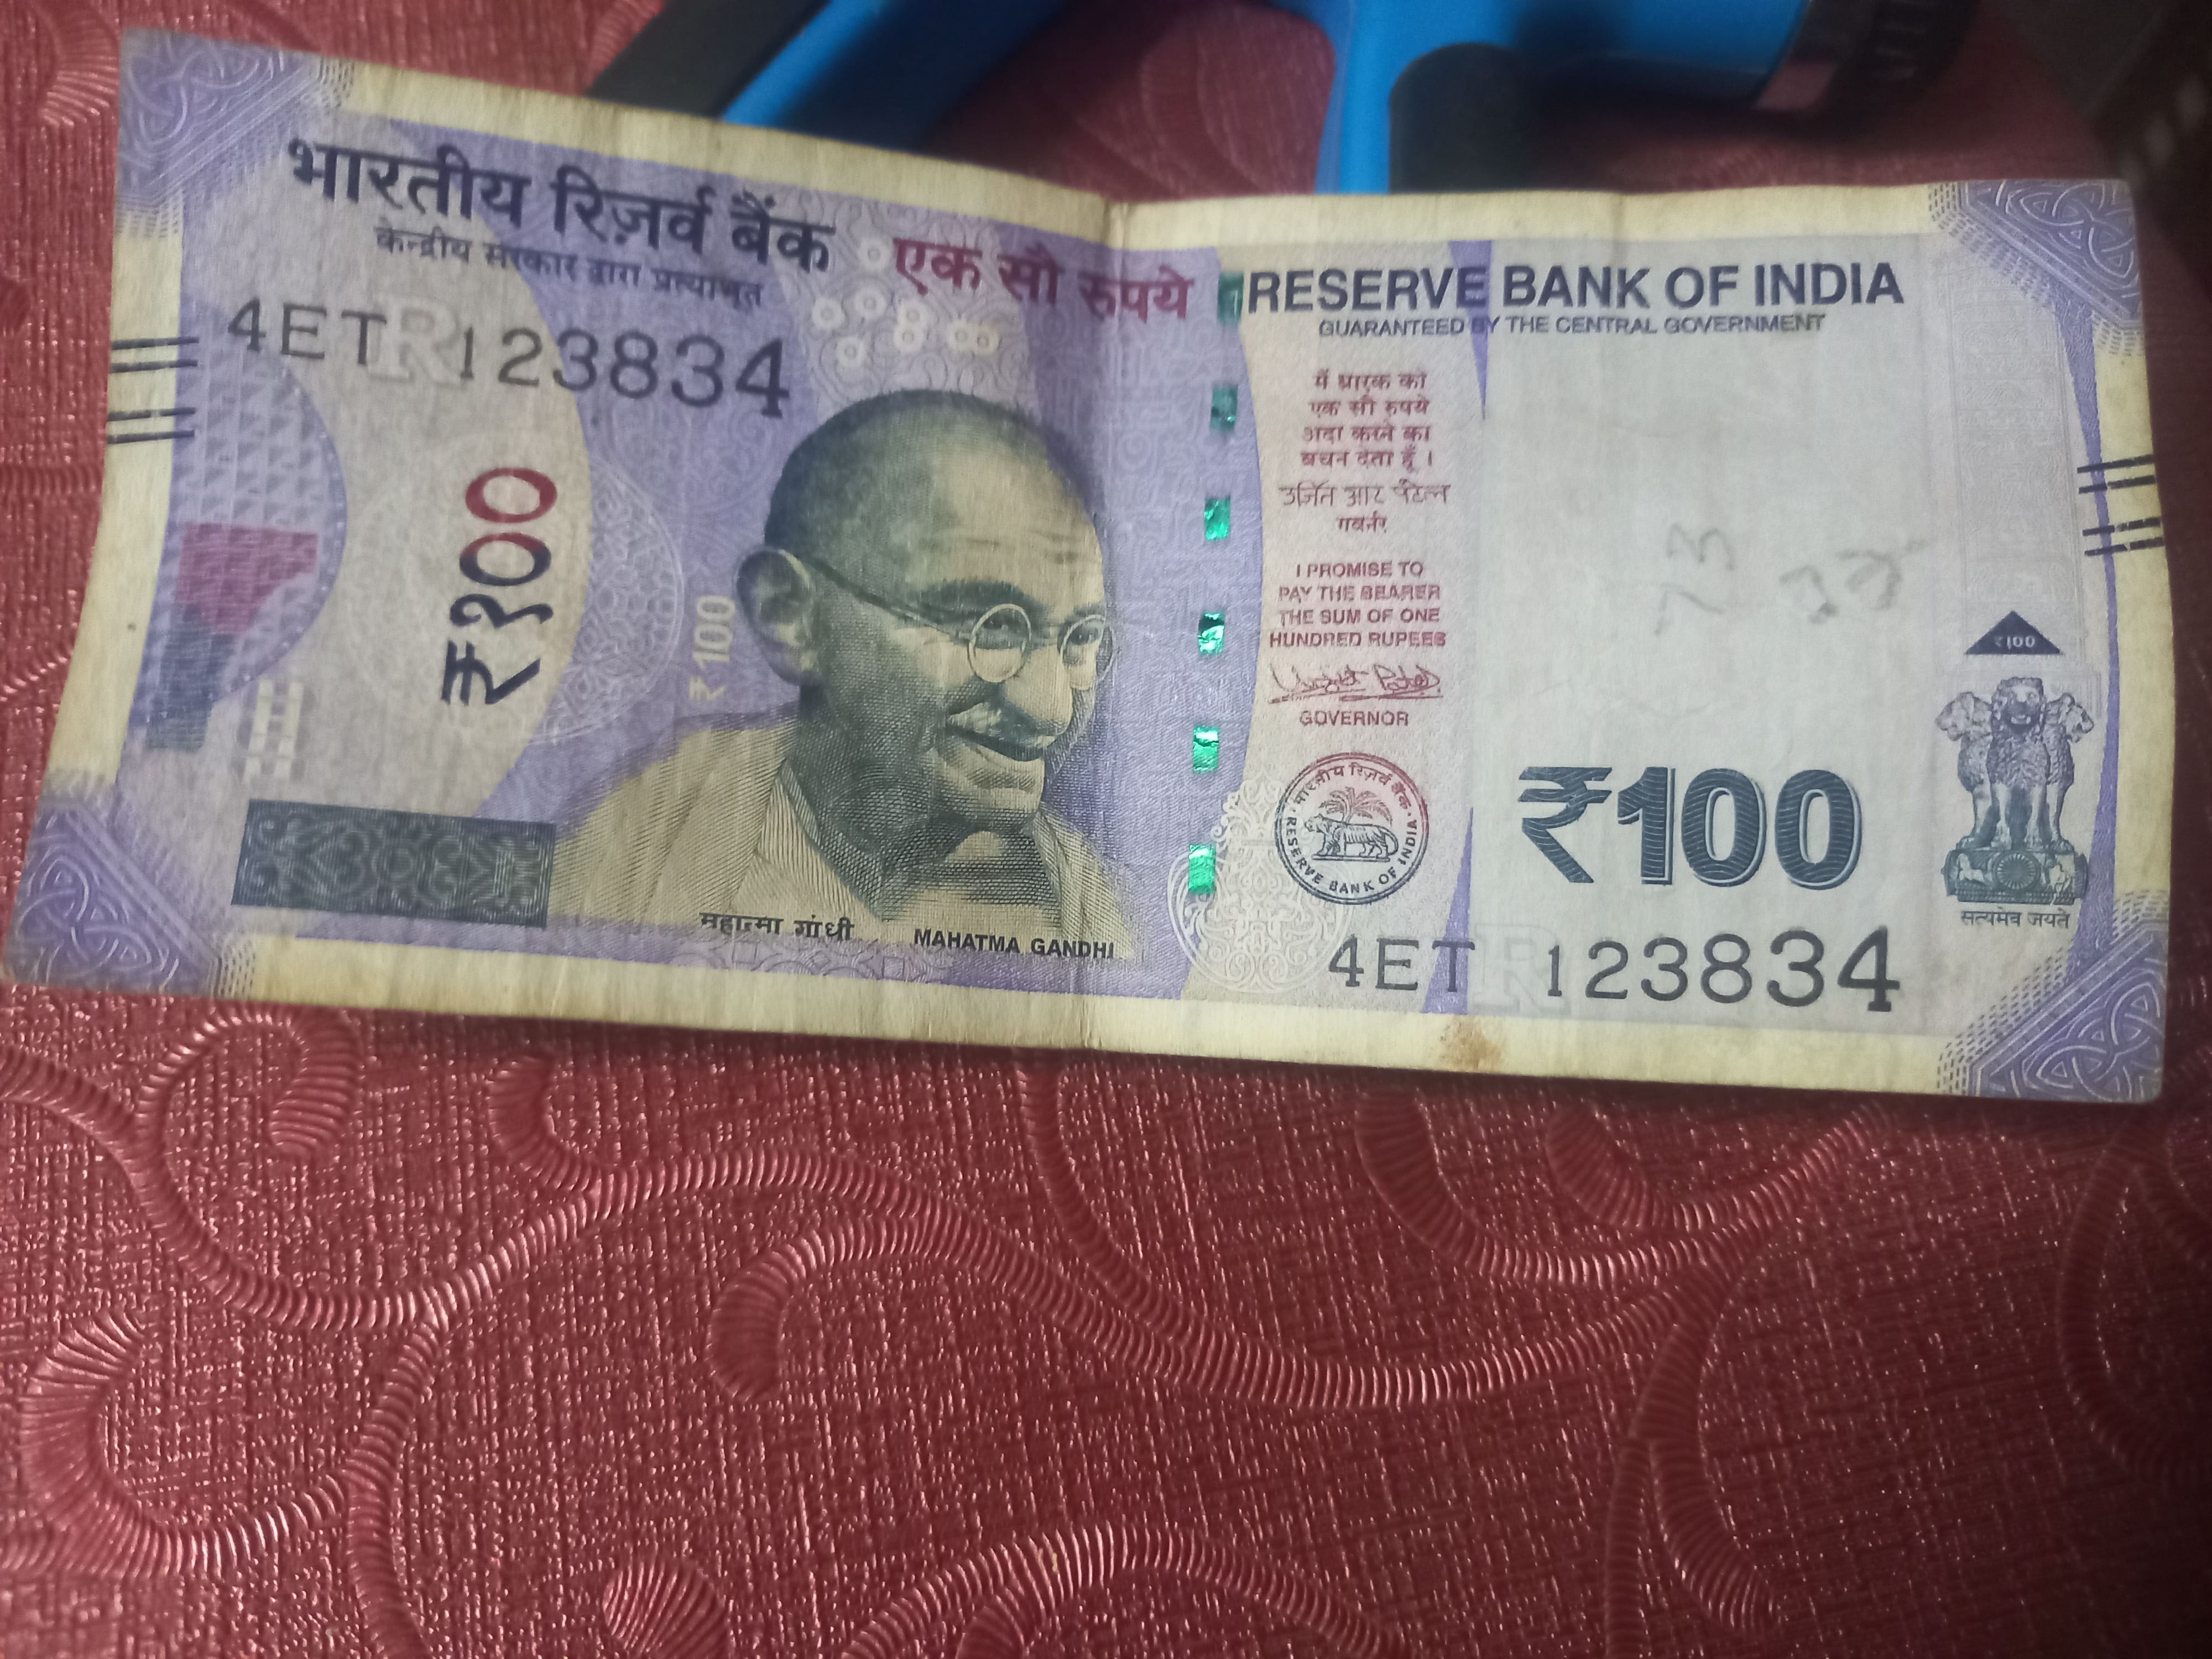 भारतीय रिज़र्व बैंक
केन्द्रीय सरकार द्वारा प्रत्याभूत
एक सौ रुपये
4ET 123834
₹१००
₹100
महात्मा गांधी MAHATMA GANDHI
RESERVE BANK OF INDIA
GUARANTEED BY THE CENTRAL GOVERNMENT
मैं धारक को
एक सौ रुपये
अदा करने का
वचन देता हूँ ।
उर्जित आर पटेल
गवर्नर
I PROMISE TO
PAY THE BEARER
THE SUM OF ONE
HUNDRED RUPEES
Urjit Patel
GOVERNOR
भारतीय रिज़र्व बैंक
RESERVE BANK OF INDIA
₹100
₹100
सत्यमेव जयते
4ET 123834